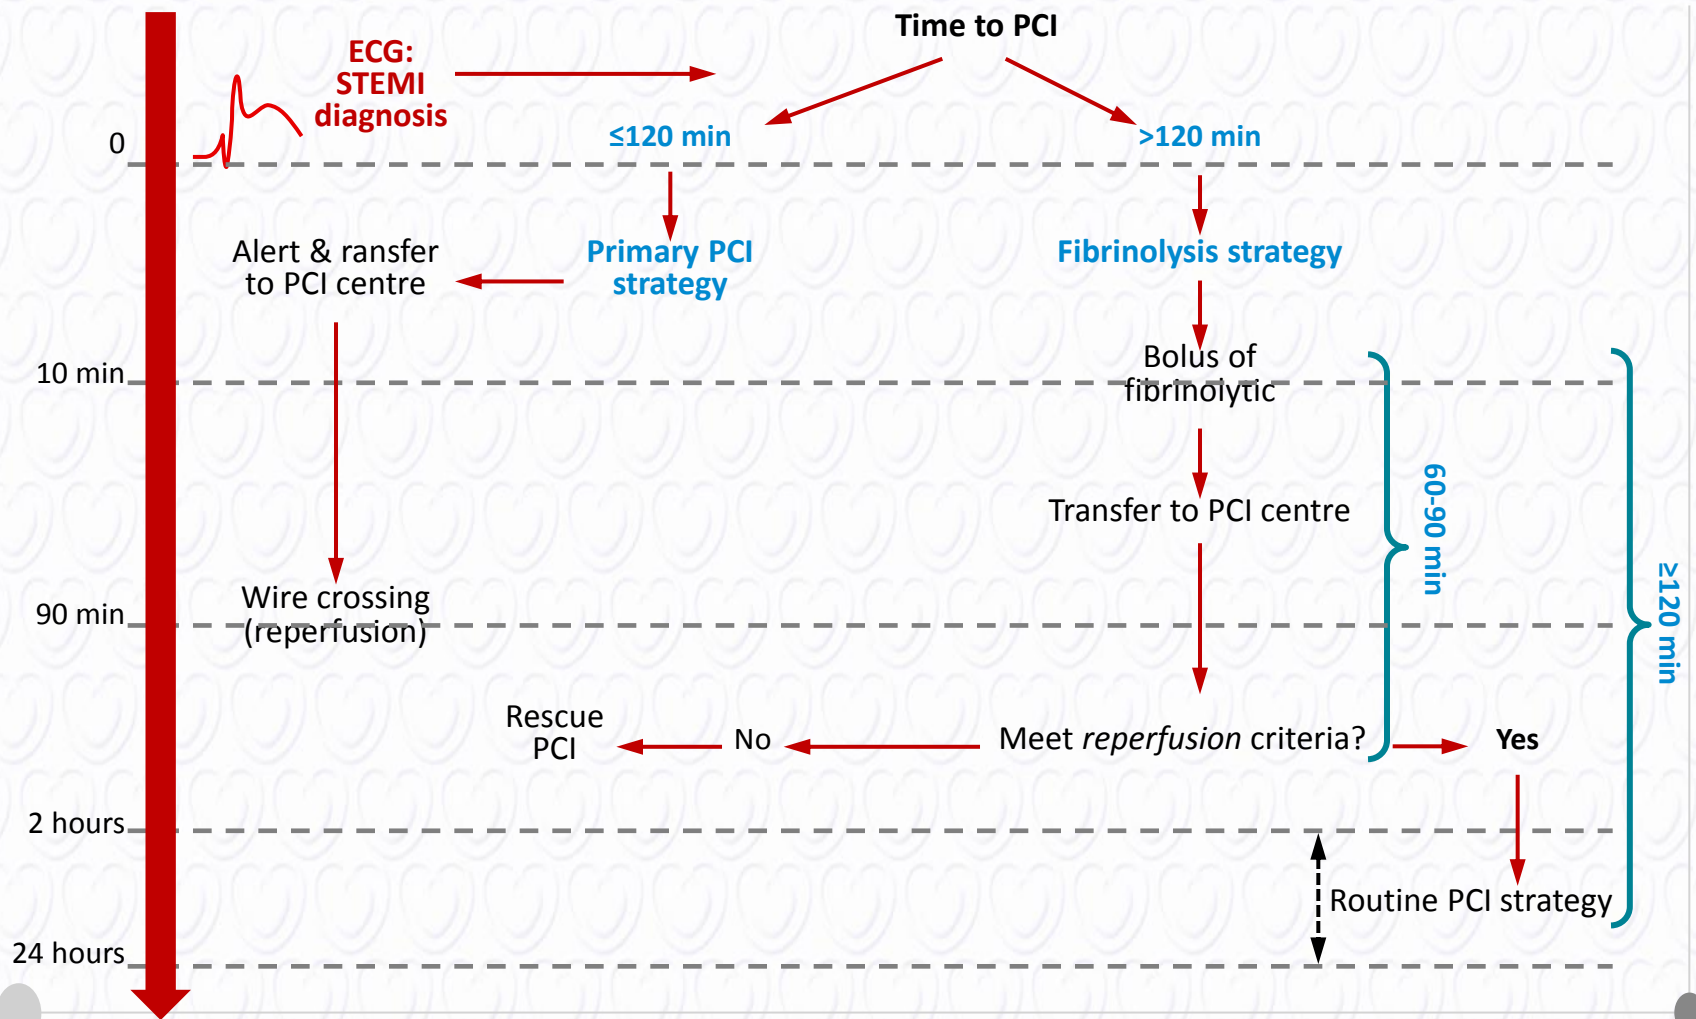 Time to PCI
ECG:
STEMI
diagnosis
≤120 min
>120 min
0
Alert & ransfer
to PCI centre
Primary PCI
strategy
Fibrinolysis strategy
10 min
Bolus of
fibrinolytic
60-90 min
Transfer to PCI centre
≥120 min
90 min
Wire crossing
(reperfusion)
Rescue
PCI
No
Meet reperfusion criteria?
Yes
2 hours
Routine PCI strategy
24 hours